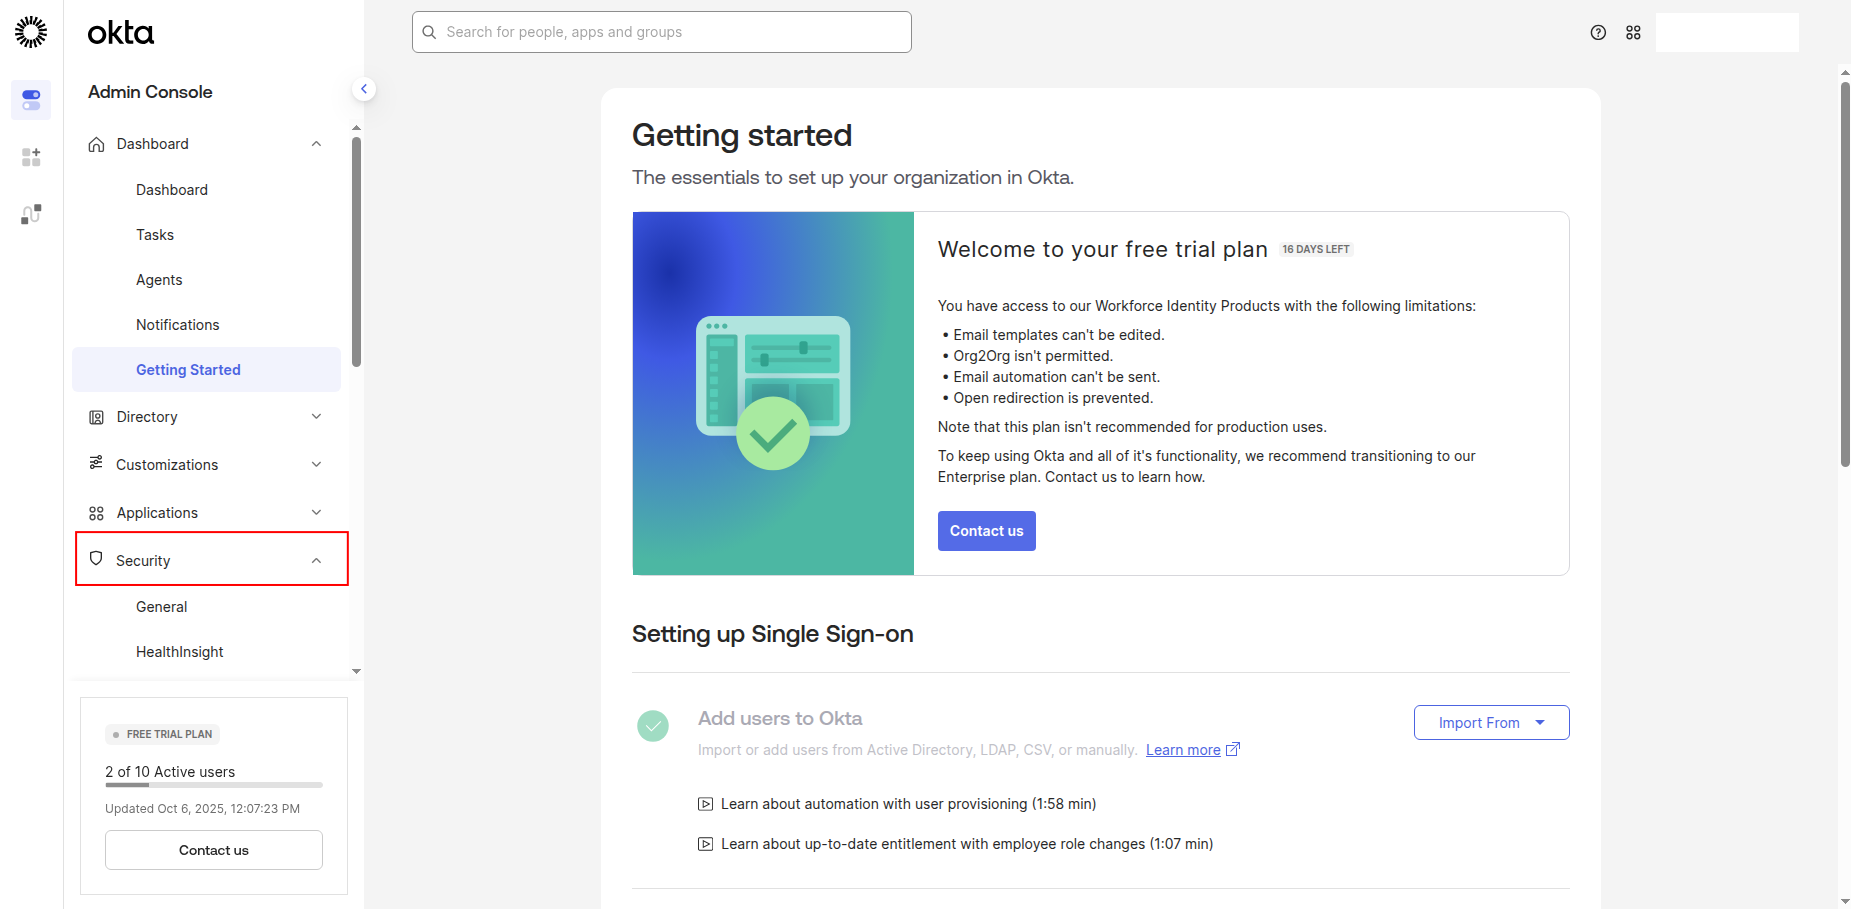 okta
Search for people, apps and groups
Admin Console
Dashboard
Dashboard
Tasks
Agents
Notifications
Getting Started
Directory
Customizations
Applications
Security
General
HealthInsight
FREE TRIAL PLAN
2 of 10 Active users
Updated Oct 6, 2025, 12:07:23 PM
Contact us
Getting started
The essentials to set up your organization in Okta.
Welcome to your free trial plan 16 DAYS LEFT
You have access to our Workforce Identity Products with the following limitations:
• Email templates can't be edited.
• Org2Org isn't permitted.
• Email automation can't be sent.
• Open redirection is prevented.
Note that this plan isn't recommended for production uses.
To keep using Okta and all of it's functionality, we recommend transitioning to our
Enterprise plan. Contact us to learn how.
Contact us
Setting up Single Sign-on
Add users to Okta
Import From
Import or add users from Active Directory, LDAP, CSV, or manually. Learn more
Learn about automation with user provisioning (1:58 min)
Learn about up-to-date entitlement with employee role changes (1:07 min)